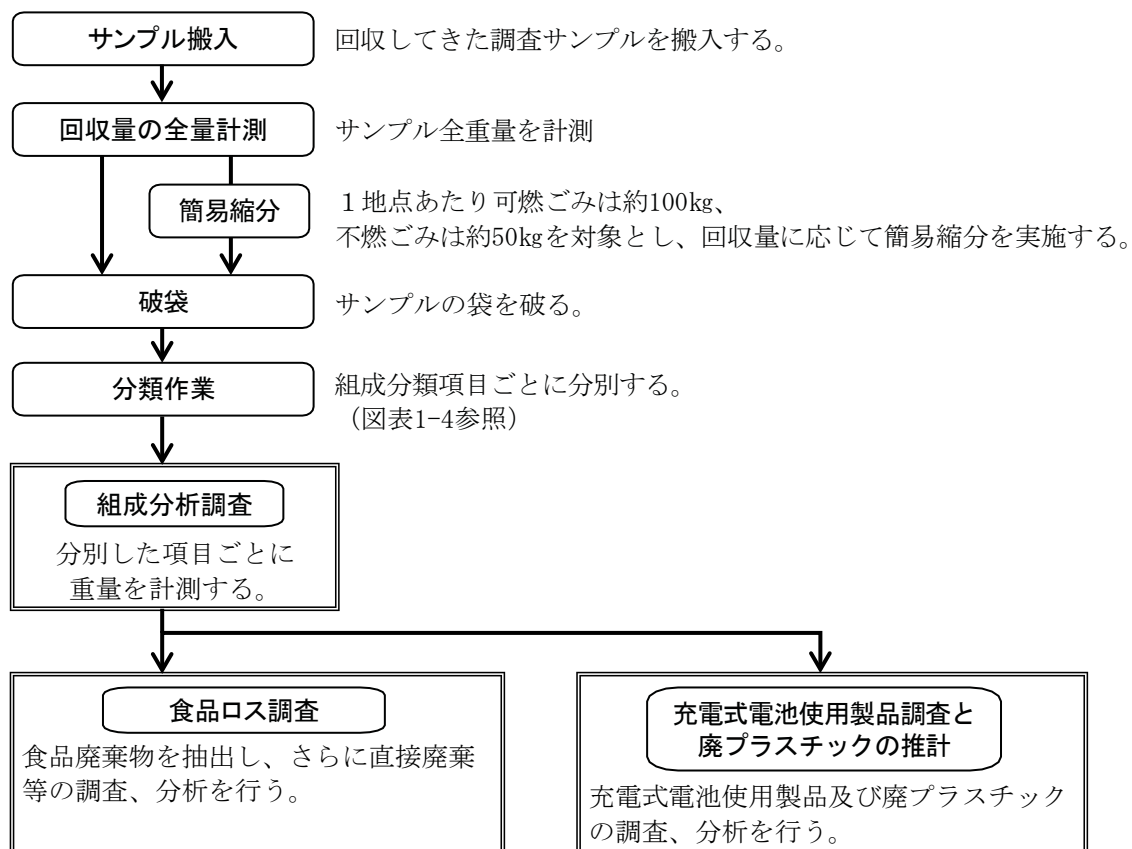 サンプル搬入
回収してきた調査サンプルを搬入する。
回収量の全量計測
サンプル全重量を計測
簡易縮分
１地点あたり可燃ごみは約100㎏、
不燃ごみは約50㎏を対象とし、回収量に応じて簡易縮分を実施する。
破袋
サンプルの袋を破る。
分類作業
組成分類項目ごとに分別する。
（図表1-4参照）
組成分析調査
分別した項目ごとに
重量を計測する。
食品ロス調査
食品廃棄物を抽出し、さらに直接廃棄
等の調査、分析を行う。
充電式電池使用製品調査と
廃プラスチックの推計
充電式電池使用製品及び廃プラスチック
の調査、分析を行う。